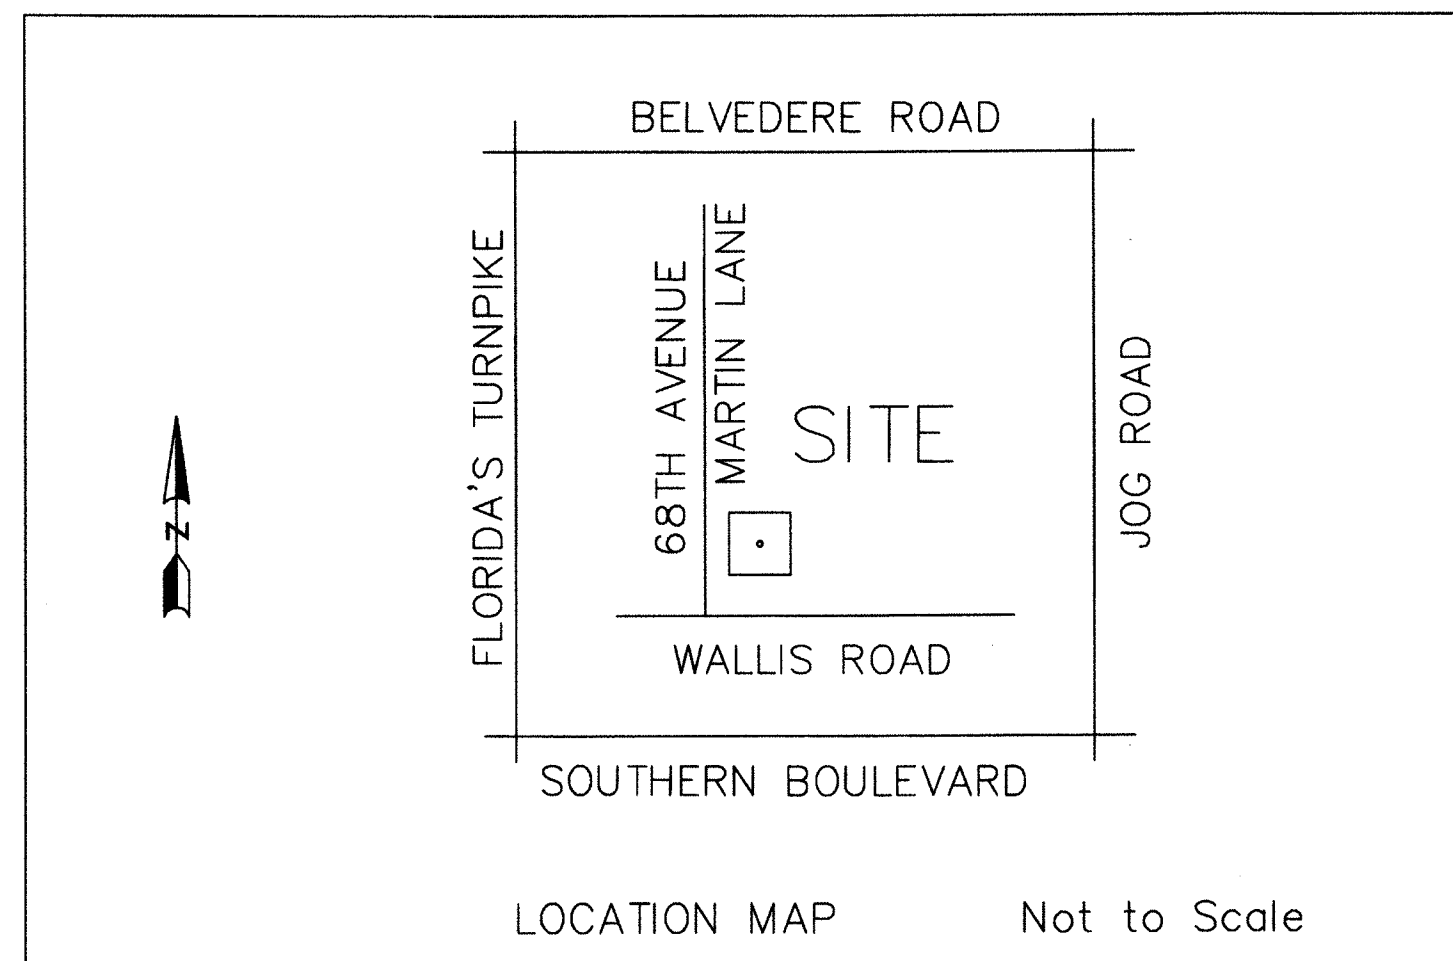 BELVEDERE ROAD
FLORIDA'S TURNPIKE
68TH AVENUE
MARTIN LANE
SITE
JOG ROAD
N
WALLIS ROAD
SOUTHERN BOULEVARD
LOCATION MAP
Not to Scale